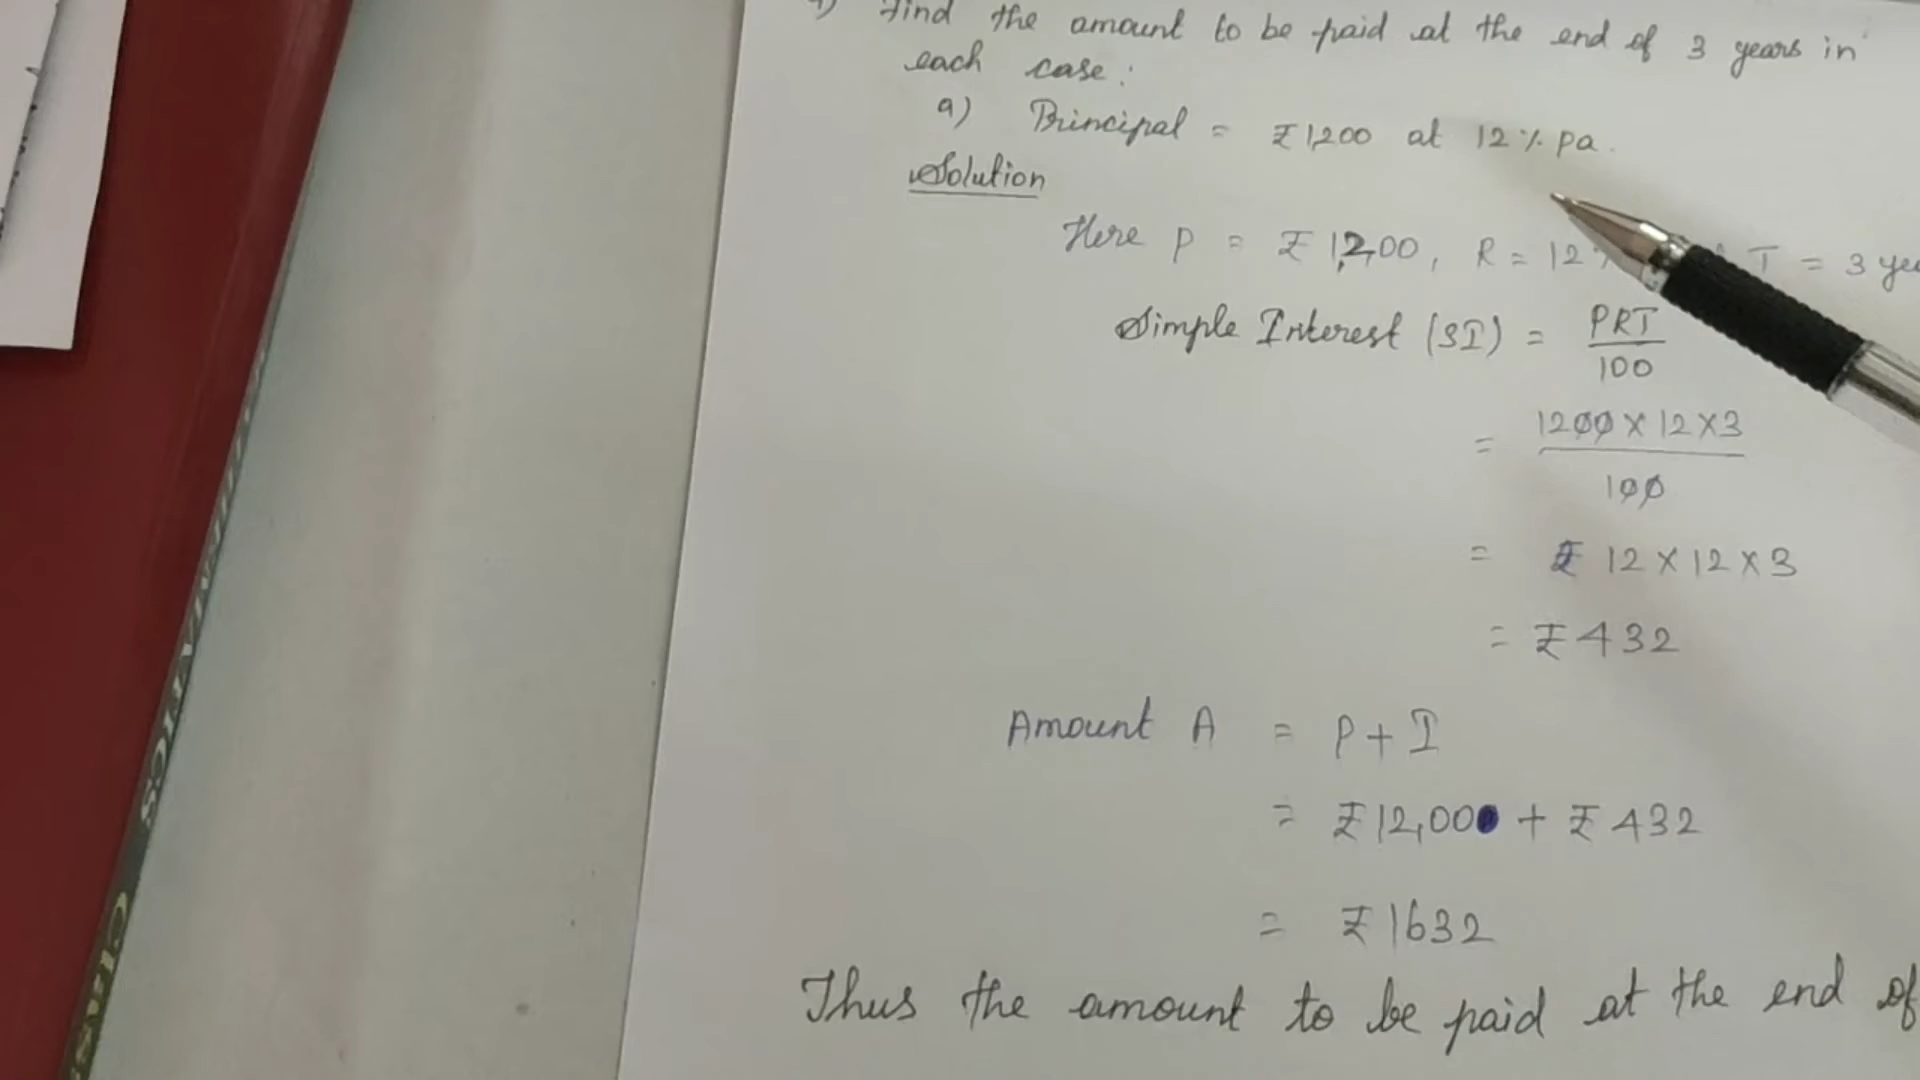 Find the amount to be paid at the end of 3 years in
each case:
a) Principal = ₹1,200 at 12% pa.
Solution
Here P = ₹1,200, R = 12% T = 3
Simple Interest (SI) = PRT/100
= 1200 × 12 × 3/100
= ₹ 12 × 12 × 3
= ₹432
Amount A = P + I
= ₹12,000 + ₹432
= ₹1632
Thus the amount to be paid at the end of
CLASS